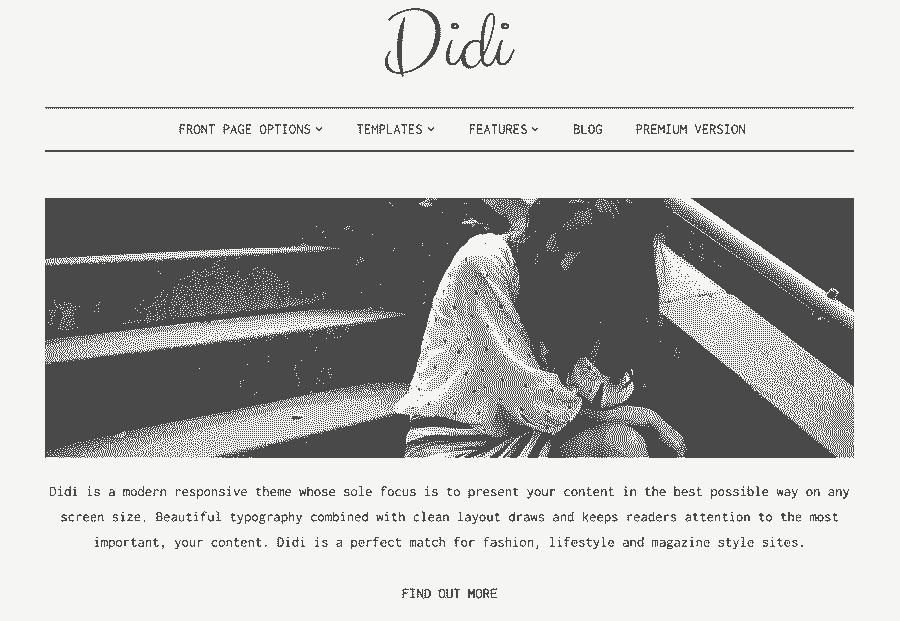 Didi
FRONT PAGE OPTIONS TEMPLATES FEATURES BLOG PREMIUM VERSION
Didi is a modern responsive theme whose sole focus is to present your content in the best possible way on any
screen size. Beautiful typography combined with clean layout draws and keeps readers attention to the most
important, your content. Didi is a perfect match for fashion, lifestyle and magazine style sites.
FIND OUT MORE